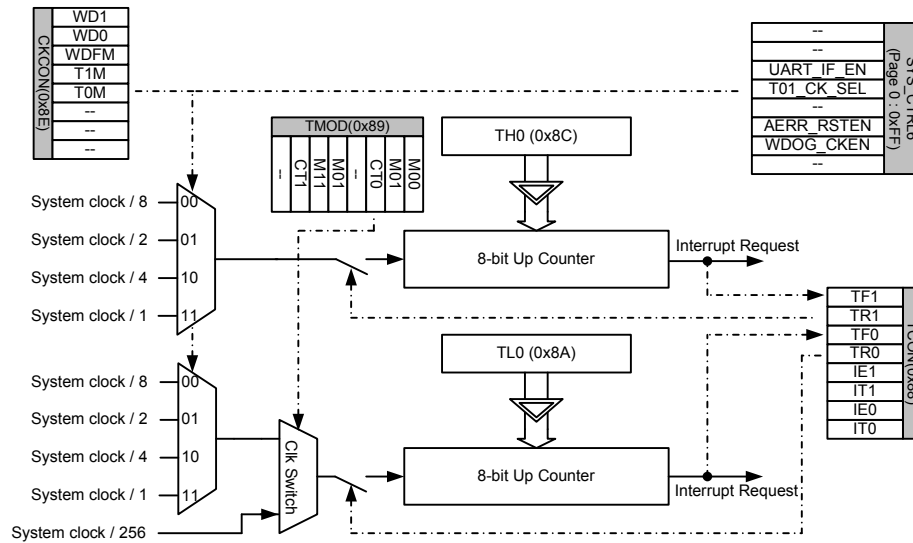 CKCON(0x8E)
WD1
WD0
WDFM
T1M
T0M
--
--
--
--
--
UART_IF_EN
T01_CK_SEL
--
AERR_RSTEN
WDOG_CKEN
--
(Page 0 : 0xFF)
TMOD(0x89)
--
CT1
M11
M01
--
CT0
M01
M00
TH0 (0x8C)
System clock / 8
00
System clock / 2
01
System clock / 4
10
System clock / 1
11
8-bit Up Counter
Interrupt Request
TF1
TR1
TF0
TR0
IE1
IT1
IE0
IT0
TL0 (0x8A)
System clock / 8
00
System clock / 2
01
System clock / 4
10
System clock / 1
11
System clock / 256
Clk Switch
8-bit Up Counter
Interrupt Request